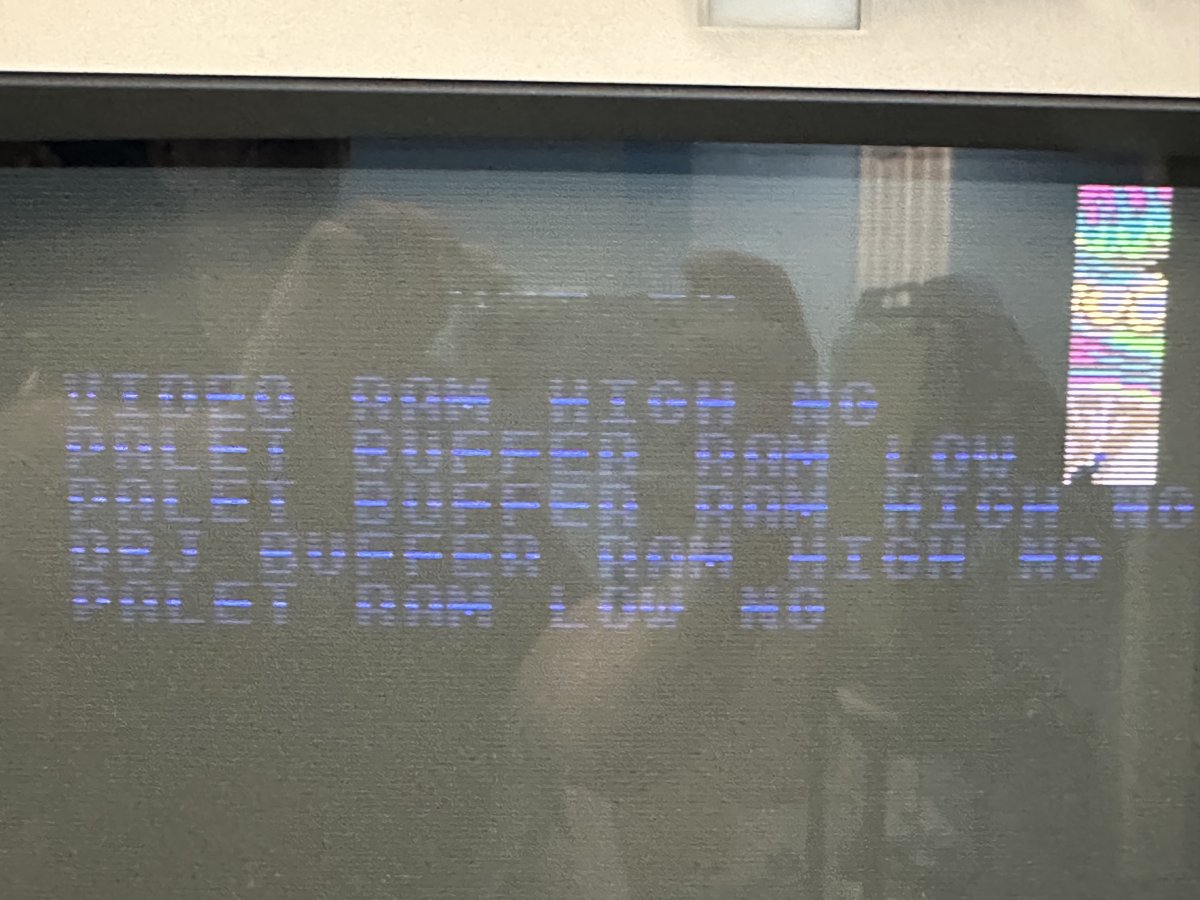 VIDEO RAM HIGH NG
PALET BUFFER RAM LOW
PALET BUFFER RAM HIGH NG
OBJ BUFFER RAM HIGH NG
PALET RAM LOW NG